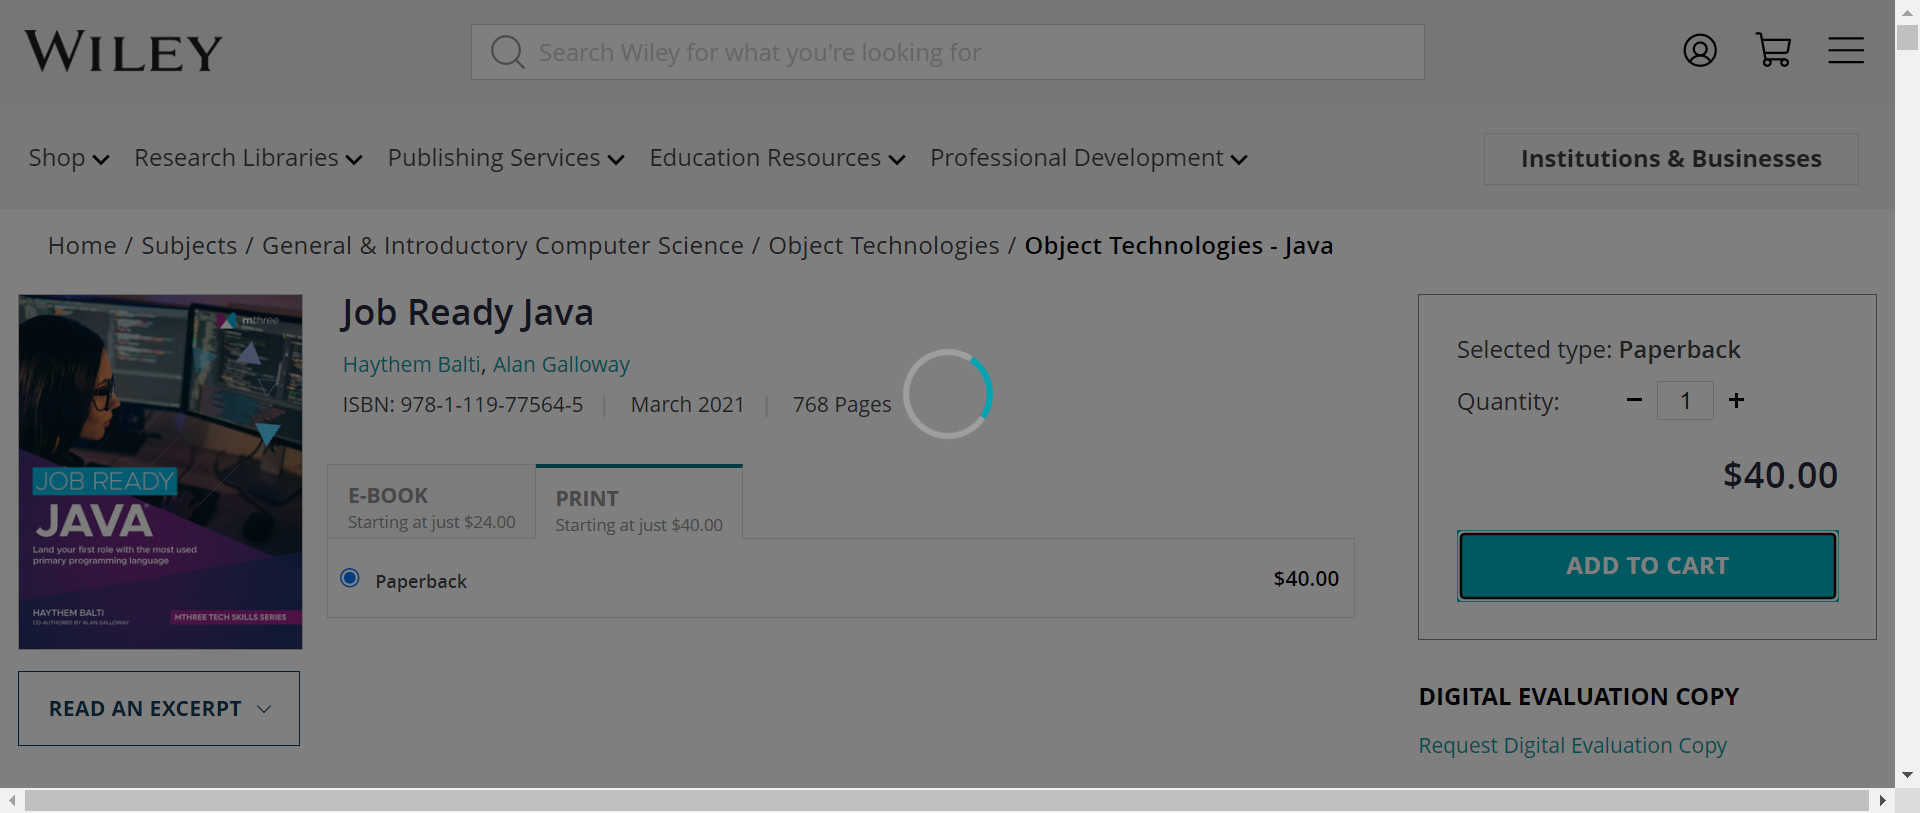 WILEY
Search Wiley for what you're looking for
Shop
Research Libraries
Publishing Services
Education Resources
Professional Development
Institutions & Businesses
Home / Subjects / General & Introductory Computer Science / Object Technologies / Object Technologies - Java
mthree
JOB READY
JAVA
Land your first role with the most used
primary programming language
HAYTHEM BALTI
CO-AUTHORED BY ALAN GALLOWAY
MTHREE TECH SKILLS SERIES
READ AN EXCERPT
Job Ready Java
Haythem Balti, Alan Galloway
ISBN: 978-1-119-77564-5 | March 2021 | 768 Pages
E-BOOK
Starting at just $24.00
PRINT
Starting at just $40.00
Paperback $40.00
Selected type: Paperback
Quantity: − 1 +
$40.00
ADD TO CART
DIGITAL EVALUATION COPY
Request Digital Evaluation Copy